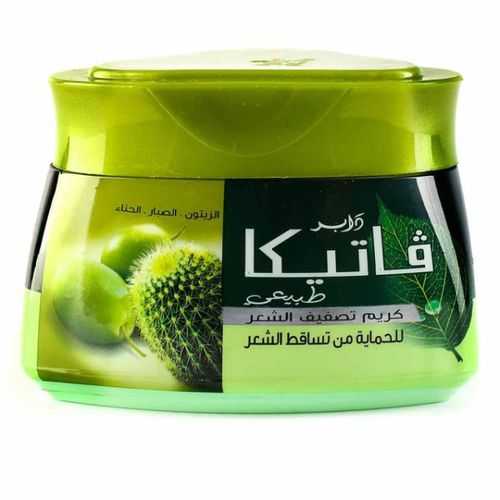 الزيتون . الصبار . الحناء
دابر
ڤاتيكا
طبيعي
كريم تصفيف الشعر
للحماية من تساقط الشعر